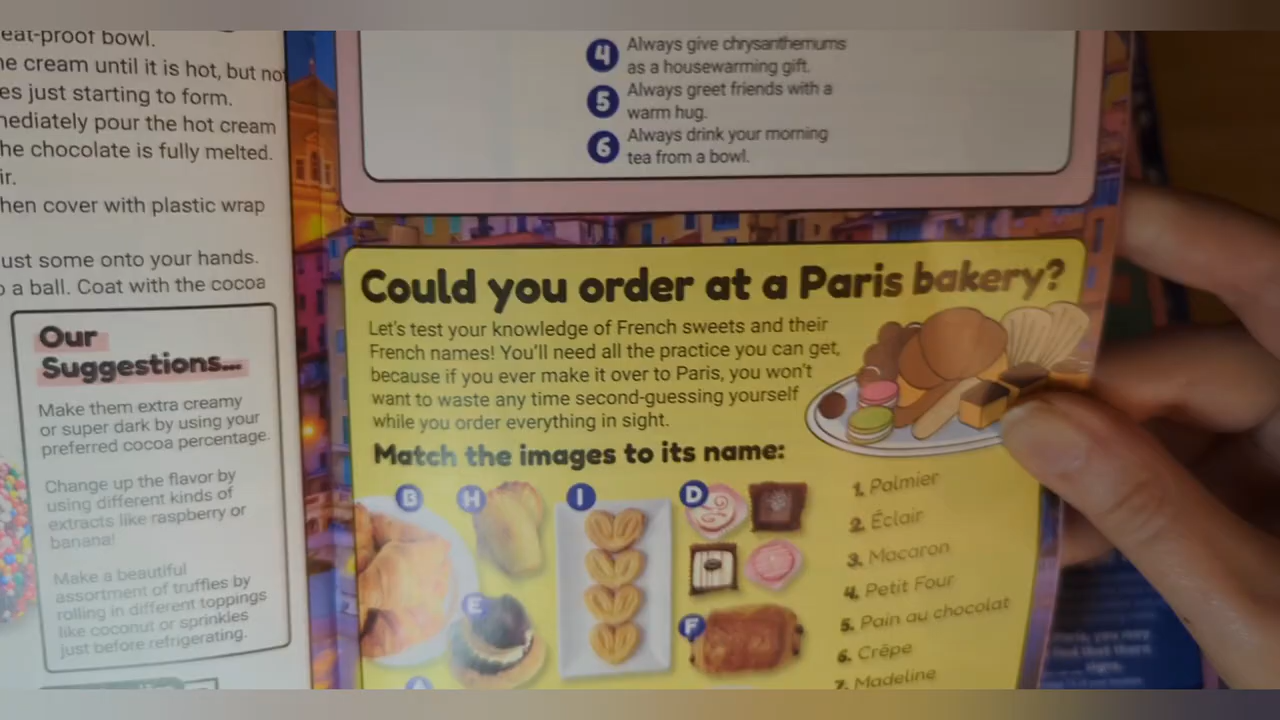 eat-proof bowl.
e cream until it is hot, but not
es just starting to form.
mediately pour the hot cream
he chocolate is fully melted.
ir.
hen cover with plastic wrap
ust some onto your hands.
a ball. Coat with the cocoa
Our
Suggestions...
Make them extra creamy
or super dark by using your
preferred cocoa percentage.
Change up the flavor by
using different kinds of
extracts like raspberry or
banana!
Make a beautiful
assortment of truffles by
rolling in different toppings
like coconut or sprinkles
just before refrigerating.
4 Always give chrysanthemums
as a housewarming gift.
5 Always greet friends with a
warm hug.
6 Always drink your morning
tea from a bowl.
Could you order at a Paris bakery?
Let's test your knowledge of French sweets and their
French names! You'll need all the practice you can get,
because if you ever make it over to Paris, you won't
want to waste any time second-guessing yourself
while you order everything in sight.
Match the images to its name:
B H I D
E F
A
1. Palmier
2. Éclair
3. Macaron
4. Petit Four
5. Pain au chocolat
6. Crêpe
7. Madeline